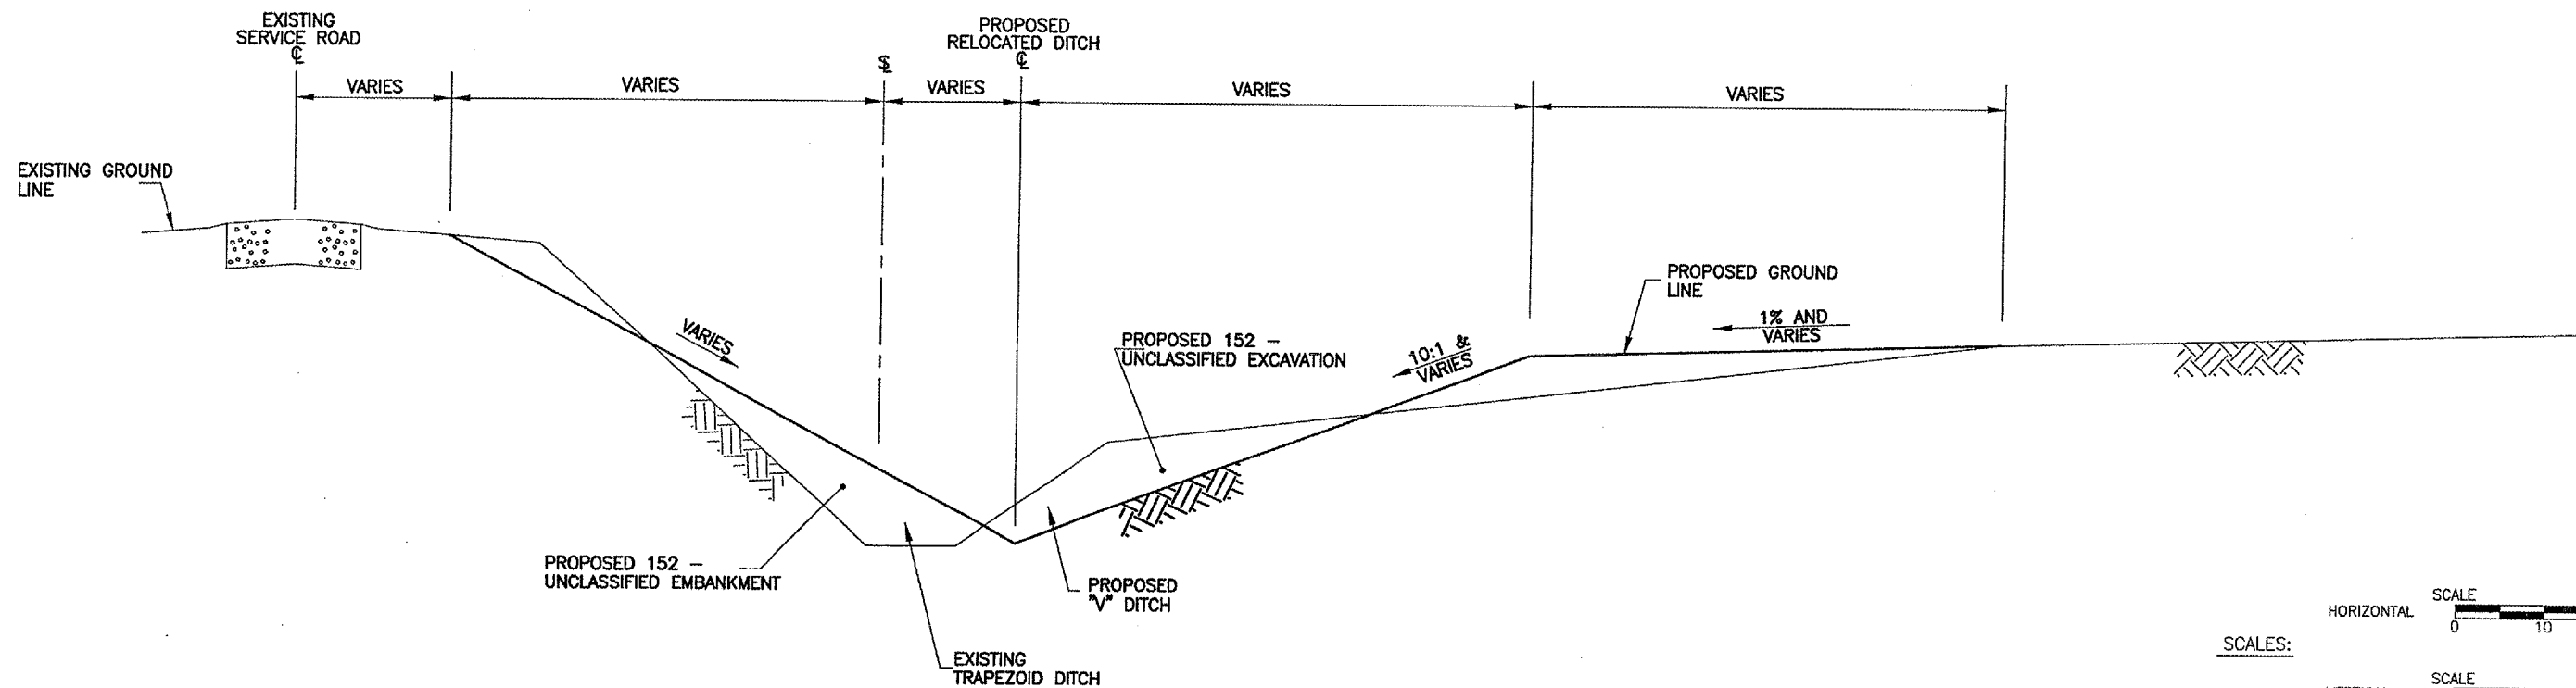 EXISTING
SERVICE ROAD
℄
PROPOSED
RELOCATED DITCH
℄
VARIES
VARIES
VARIES
VARIES
VARIES
EXISTING GROUND
LINE
VARIES
PROPOSED 152 –
UNCLASSIFIED EXCAVATION
10:1 &
VARIES
PROPOSED GROUND
LINE
1% AND
VARIES
PROPOSED 152 –
UNCLASSIFIED EMBANKMENT
PROPOSED
"V" DITCH
EXISTING
TRAPEZOID DITCH
SCALES:
HORIZONTAL
SCALE
0 10
SCALE